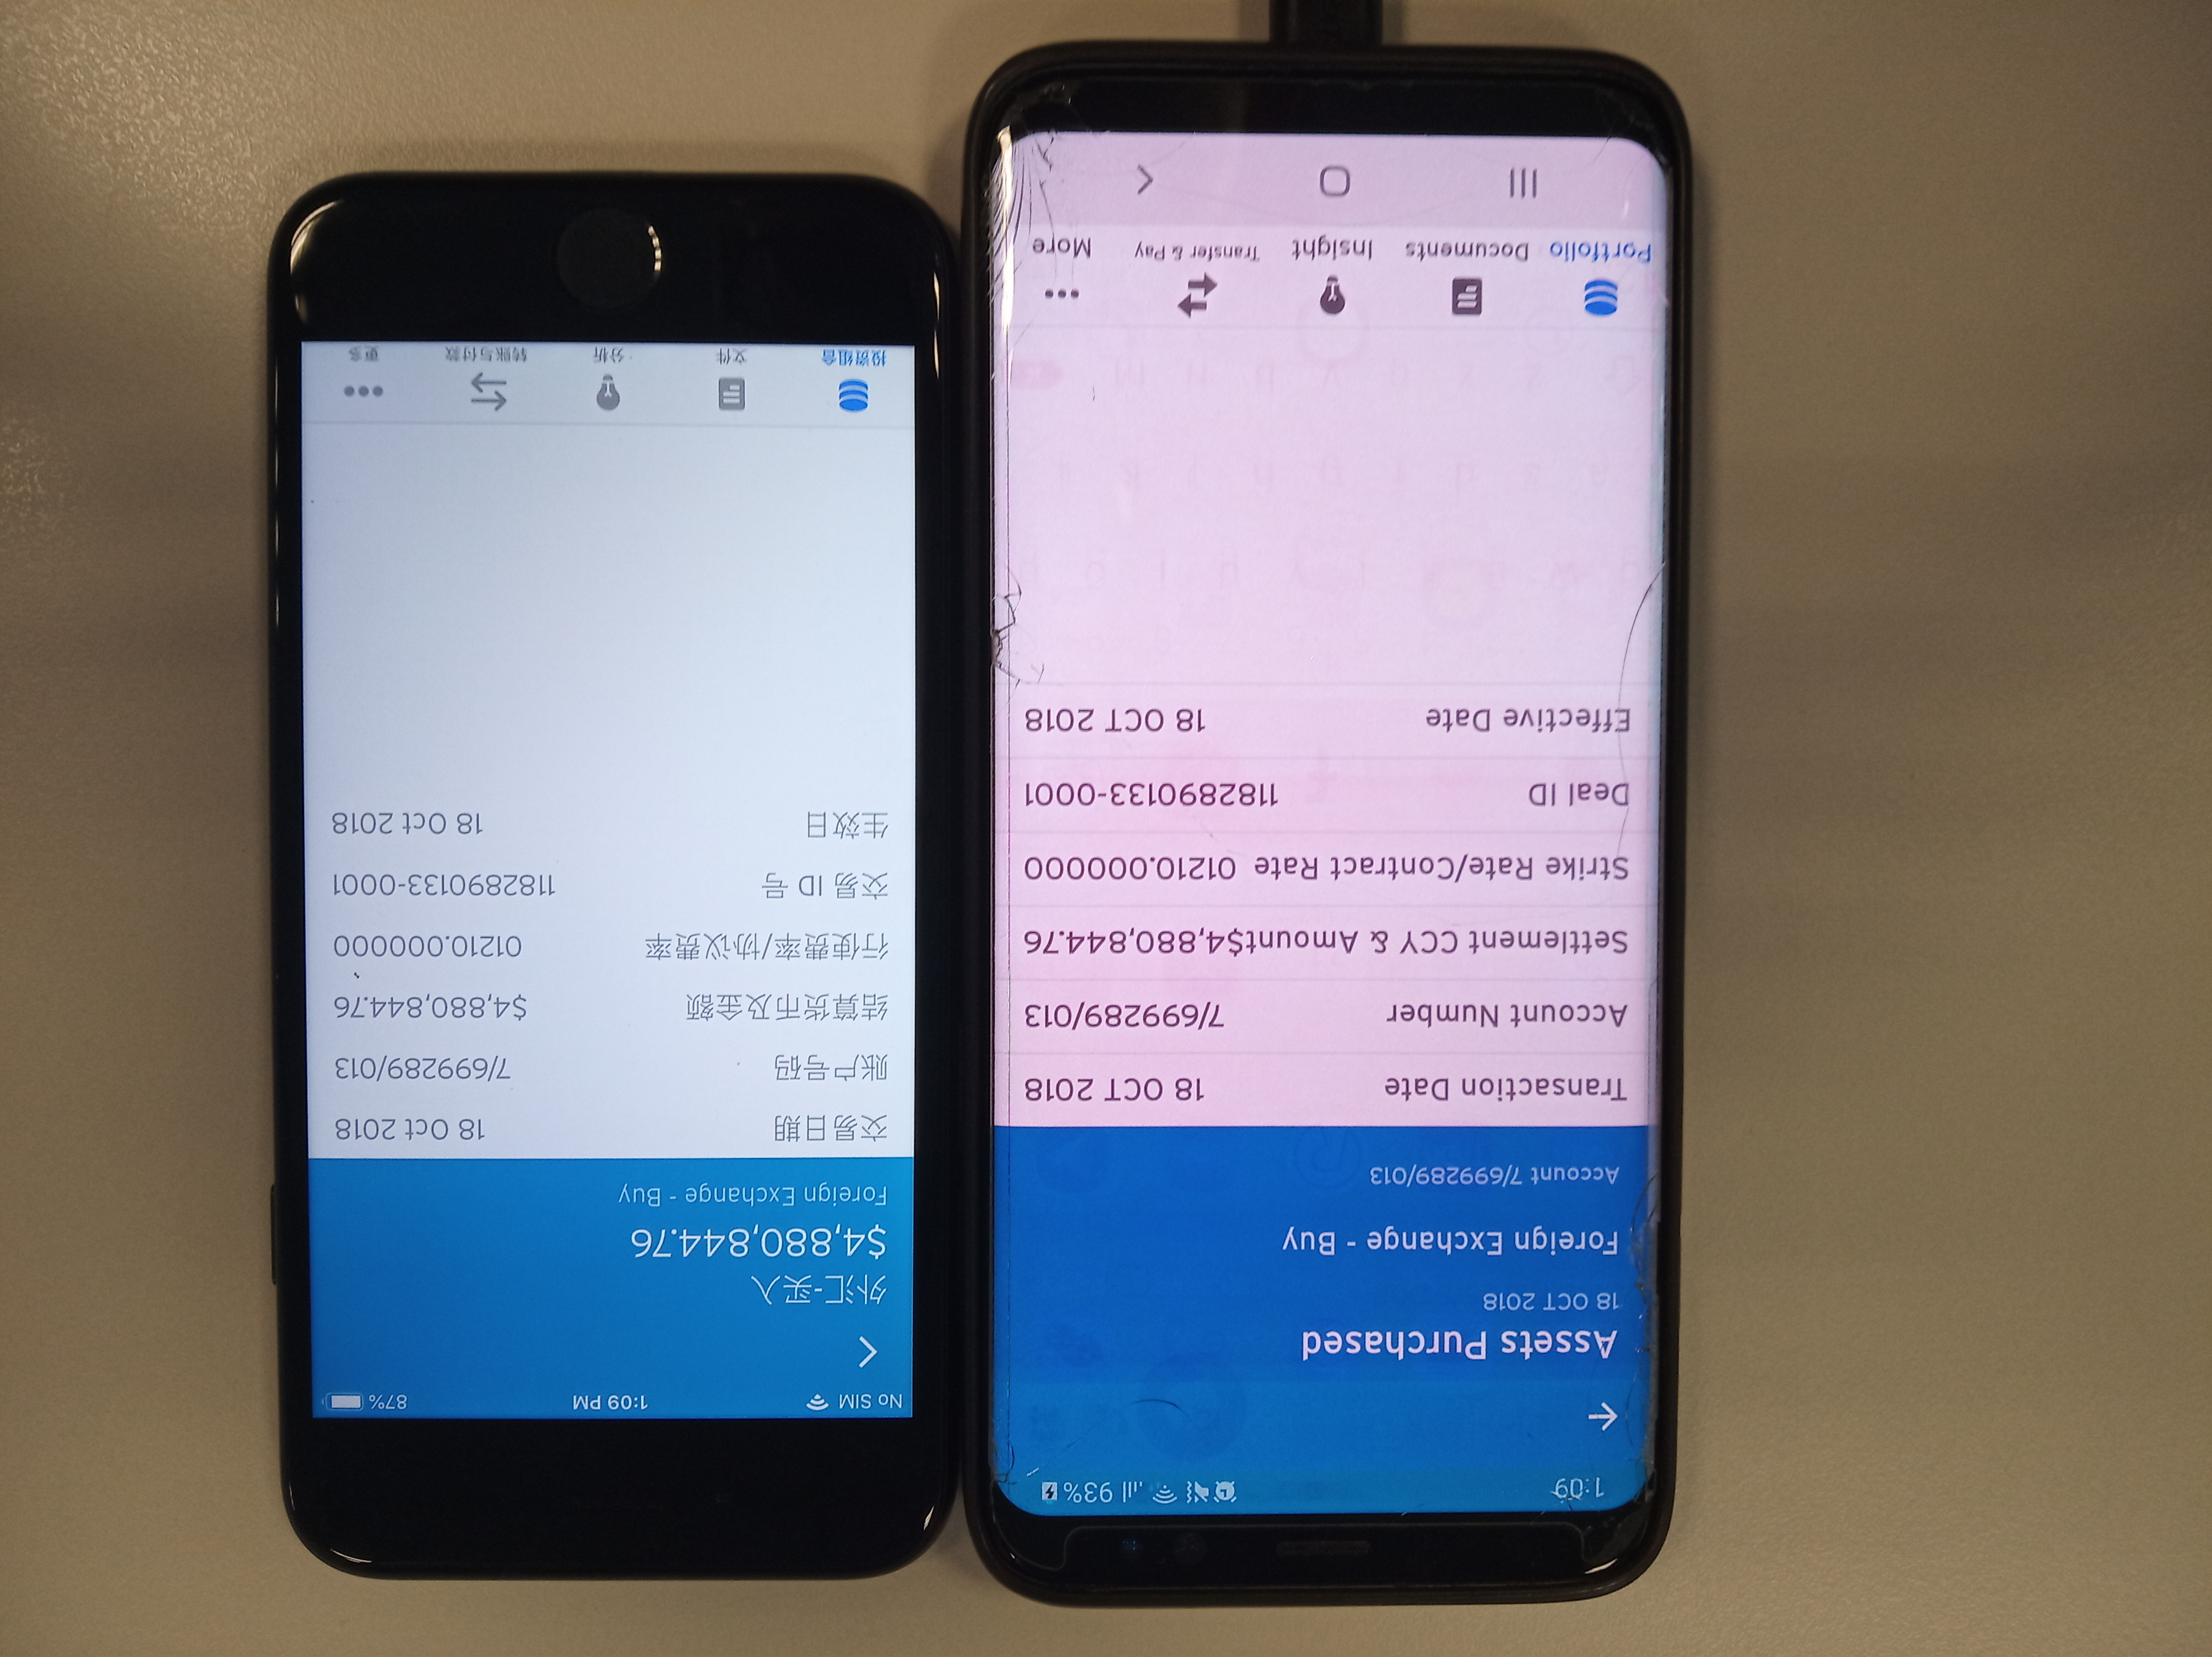 1:09
93%
Assets Purchased
18 OCT 2018
Foreign Exchange - Buy
Account 7/699289/013
Transaction Date 18 OCT 2018
Account Number 7/699289/013
Settlement CCY & Amount $4,880,844.76
Strike Rate/Contract Rate 01210.000000
Deal ID 1182890133-0001
Effective Date 18 OCT 2018
Portfolio Documents Insight Transfer & Pay More
No SIM 1:09 PM 87%
外汇-买入
$4,880,844.76
Foreign Exchange - Buy
交易日期 18 Oct 2018
账户号码 7/699289/013
结算货币及金额 $4,880,844.76
行使费率/协议费率 01210.000000
交易 ID 号 1182890133-0001
生效日 18 Oct 2018
投资组合 文件 分析 转账与付款 更多